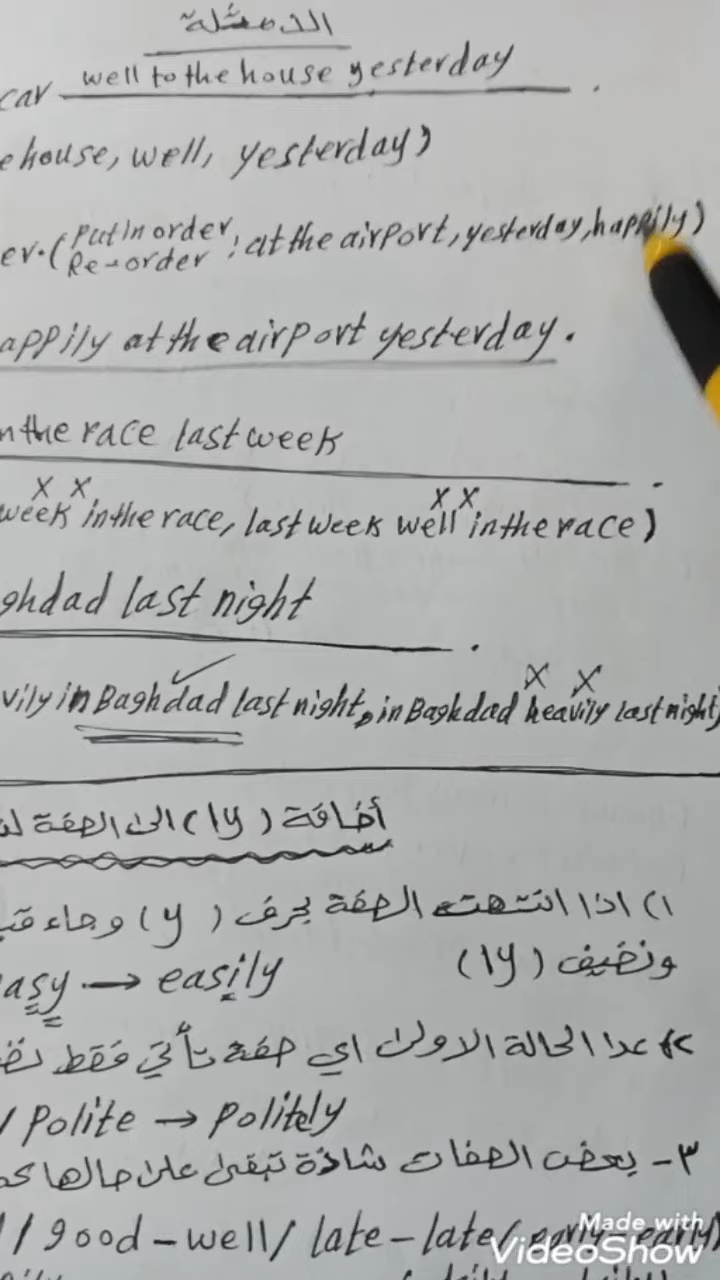 الامثلة
car well to the house yesterday .
e house, well, yesterday)
ev. (Put in order / Re-order : at the airport, yesterday, happily)
appily at the airport yesterday.
n the race last week .
week in the race, last week well in the race)
ghdad last night .
vily in Baghdad last night, in Baghdad heavily last night)
أضافة (ly) الى الصفة
١) اذا انتهت الصفة بحرف (y) وجاء
ونضيف (ly)
asy → easily
٢) عدا الحالة الاولى اي صفة تأتي فقط
/ Polite → politely
٣- بعض الصفات شاذة تبقى على حالها
/ / good - well / late - late / early - early)
Made with
VideoShow